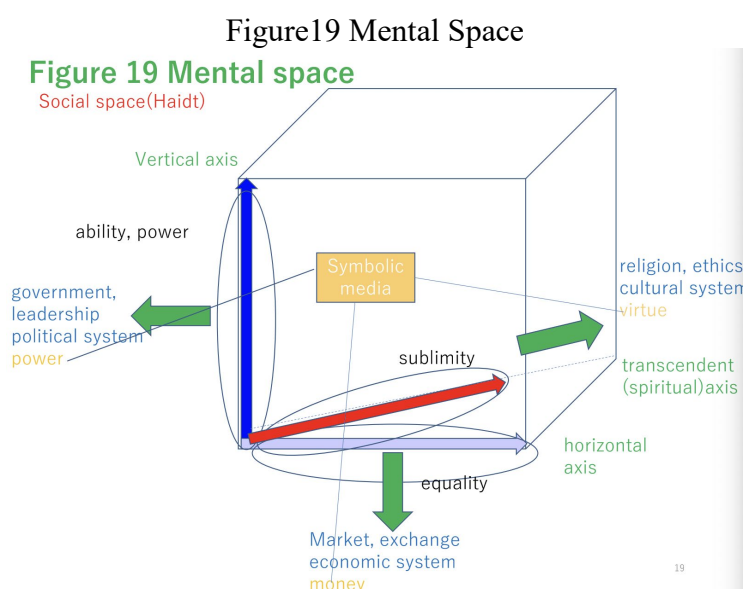 Figure19 Mental Space
Figure 19 Mental space
Social space(Haidt)
Vertical axis
ability, power
Symbolic
media
religion, ethics
cultural system
virtue
government,
leadership
political system
power
sublimity
transcendent
(spiritual)axis
horizontal
axis
equality
Market, exchange
economic system
money
19